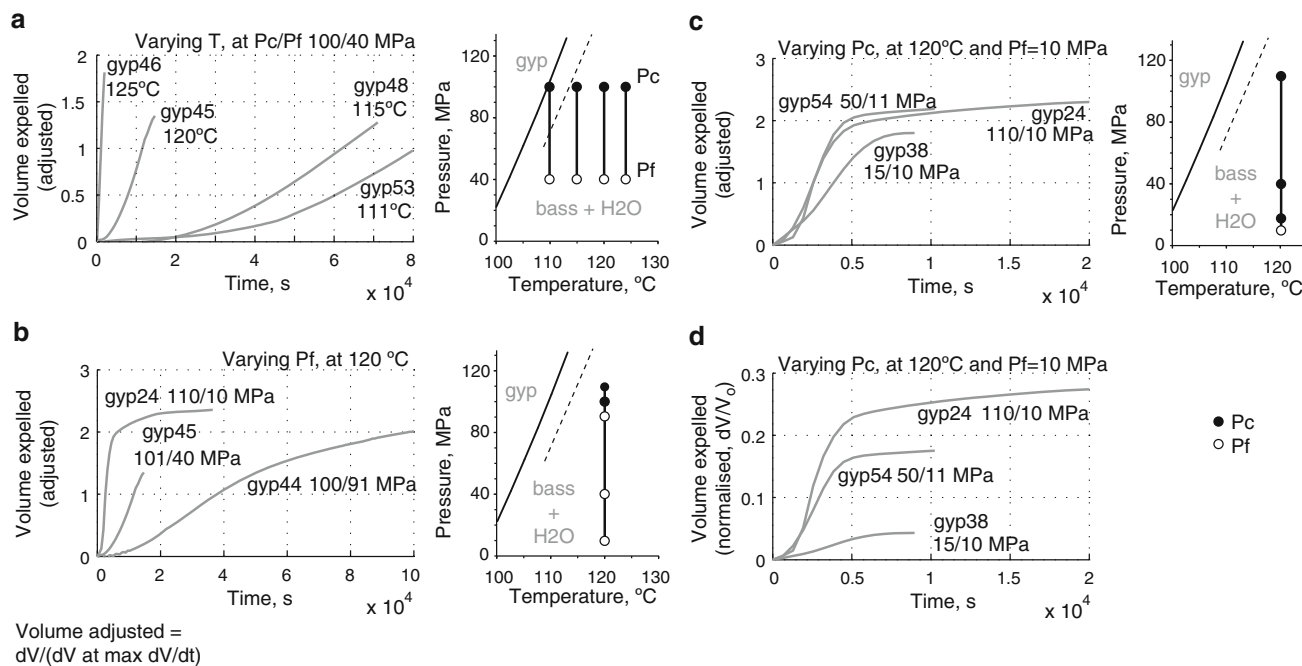 a
Varying T, at Pc/Pf 100/40 MPa
gyp46
125ºC
gyp45
120ºC
gyp48
115ºC
gyp53
111ºC
Volume expelled
(adjusted)
2
1.5
1
0.5
0
0
2
4
6
8
Time, s
x 10⁴
Pressure, MPa
120
80
40
0
gyp
Pc
Pf
bass + H2O
100
110
120
130
Temperature, ºC
b
Varying Pf, at 120 ºC
gyp24 110/10 MPa
gyp45
101/40 MPa
gyp44 100/91 MPa
Volume expelled
(adjusted)
3
2
1
0
0
2
4
6
8
10
Time, s
x 10⁴
Pressure, MPa
120
80
40
0
gyp
bass
+
H2O
100
110
120
130
Temperature, ºC
Volume adjusted =
dV/(dV at max dV/dt)
c
Varying Pc, at 120ºC and Pf=10 MPa
gyp54 50/11 MPa
gyp24
110/10 MPa
gyp38
15/10 MPa
Volume expelled
(adjusted)
3
2
1
0
0
0.5
1
1.5
2
Time, s
x 10⁴
Pressure, MPa
120
80
40
0
gyp
bass
+
H2O
100
110
120
Temperature, ºC
d
Varying Pc, at 120ºC and Pf=10 MPa
gyp24 110/10 MPa
gyp54 50/11 MPa
gyp38
15/10 MPa
Volume expelled
(normalised, dV/Vo)
0.3
0.2
0.1
0
0
0.5
1
1.5
2
Time, s
x 10⁴
Pc
Pf